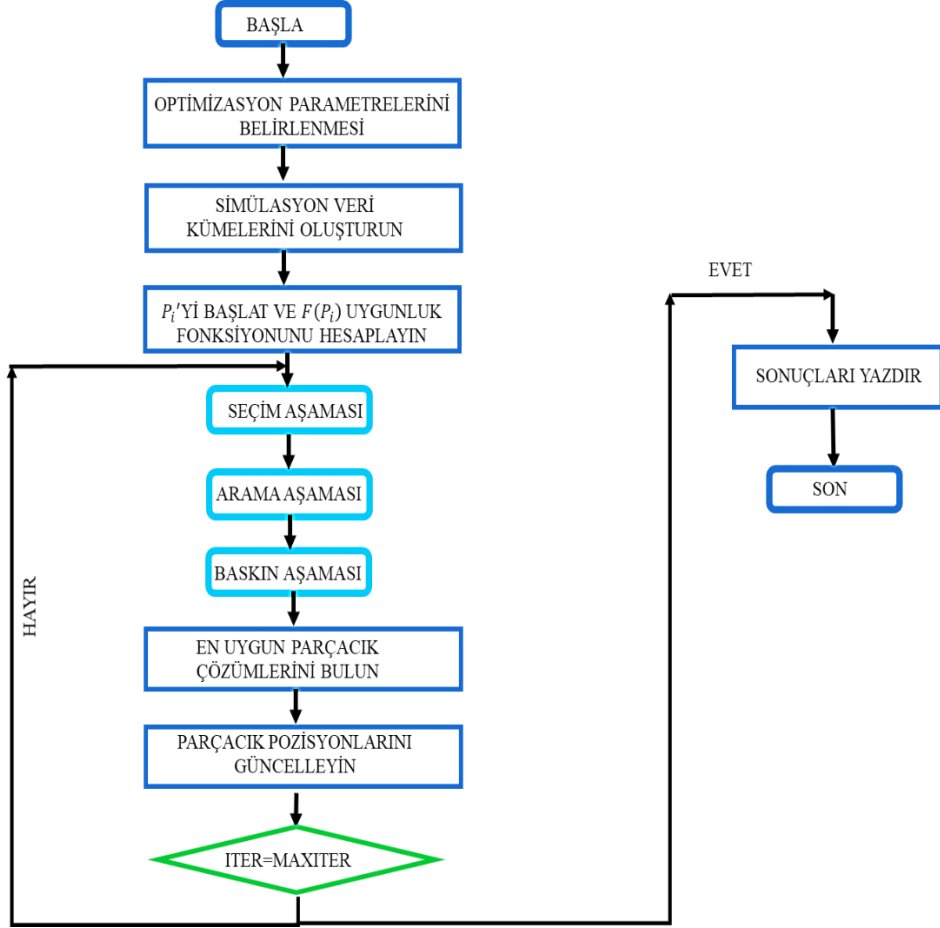 BAŞLA
OPTİMİZASYON PARAMETRELERİNİ
BELİRLENMESİ
SİMÜLASYON VERİ
KÜMELERİNİ OLUŞTURUN
P_i'Yİ BAŞLAT VE F(P_i) UYGUNLUK
FONKSİYONUNU HESAPLAYIN
SEÇİM AŞAMASI
ARAMA AŞAMASI
BASKIN AŞAMASI
EN UYGUN PARÇACIK
ÇÖZÜMLERİNİ BULUN
PARÇACIK POZİSYONLARINI
GÜNCELLEYİN
ITER=MAXITER
HAYIR
EVET
SONUÇLARI YAZDIR
SON